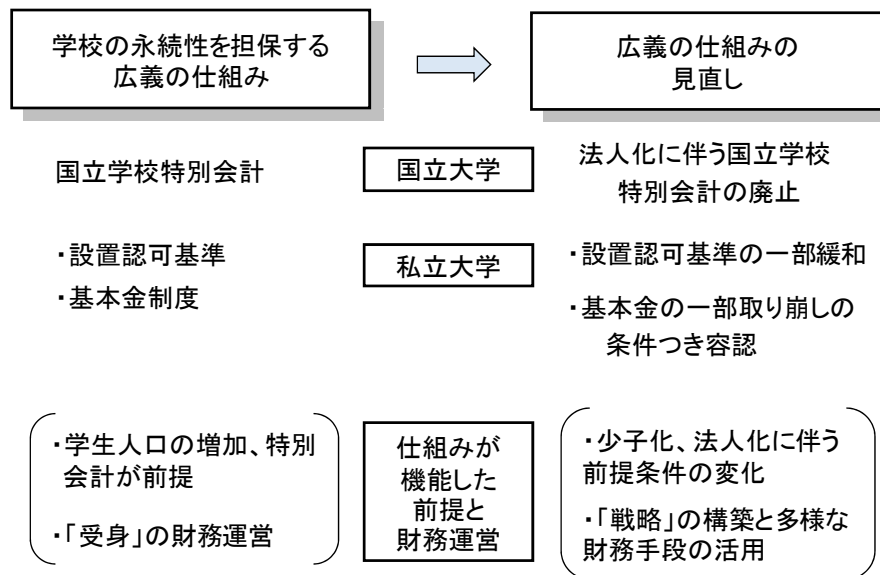 学校の永続性を担保する
広義の仕組み
広義の仕組みの
見直し
国立学校特別会計
国立大学
法人化に伴う国立学校
特別会計の廃止
・設置認可基準
・基本金制度
私立大学
・設置認可基準の一部緩和
・基本金の一部取り崩しの
条件つき容認
・学生人口の増加、特別
会計が前提
・「受身」の財務運営
仕組みが
機能した
前提と
財務運営
・少子化、法人化に伴う
前提条件の変化
・「戦略」の構築と多様な
財務手段の活用